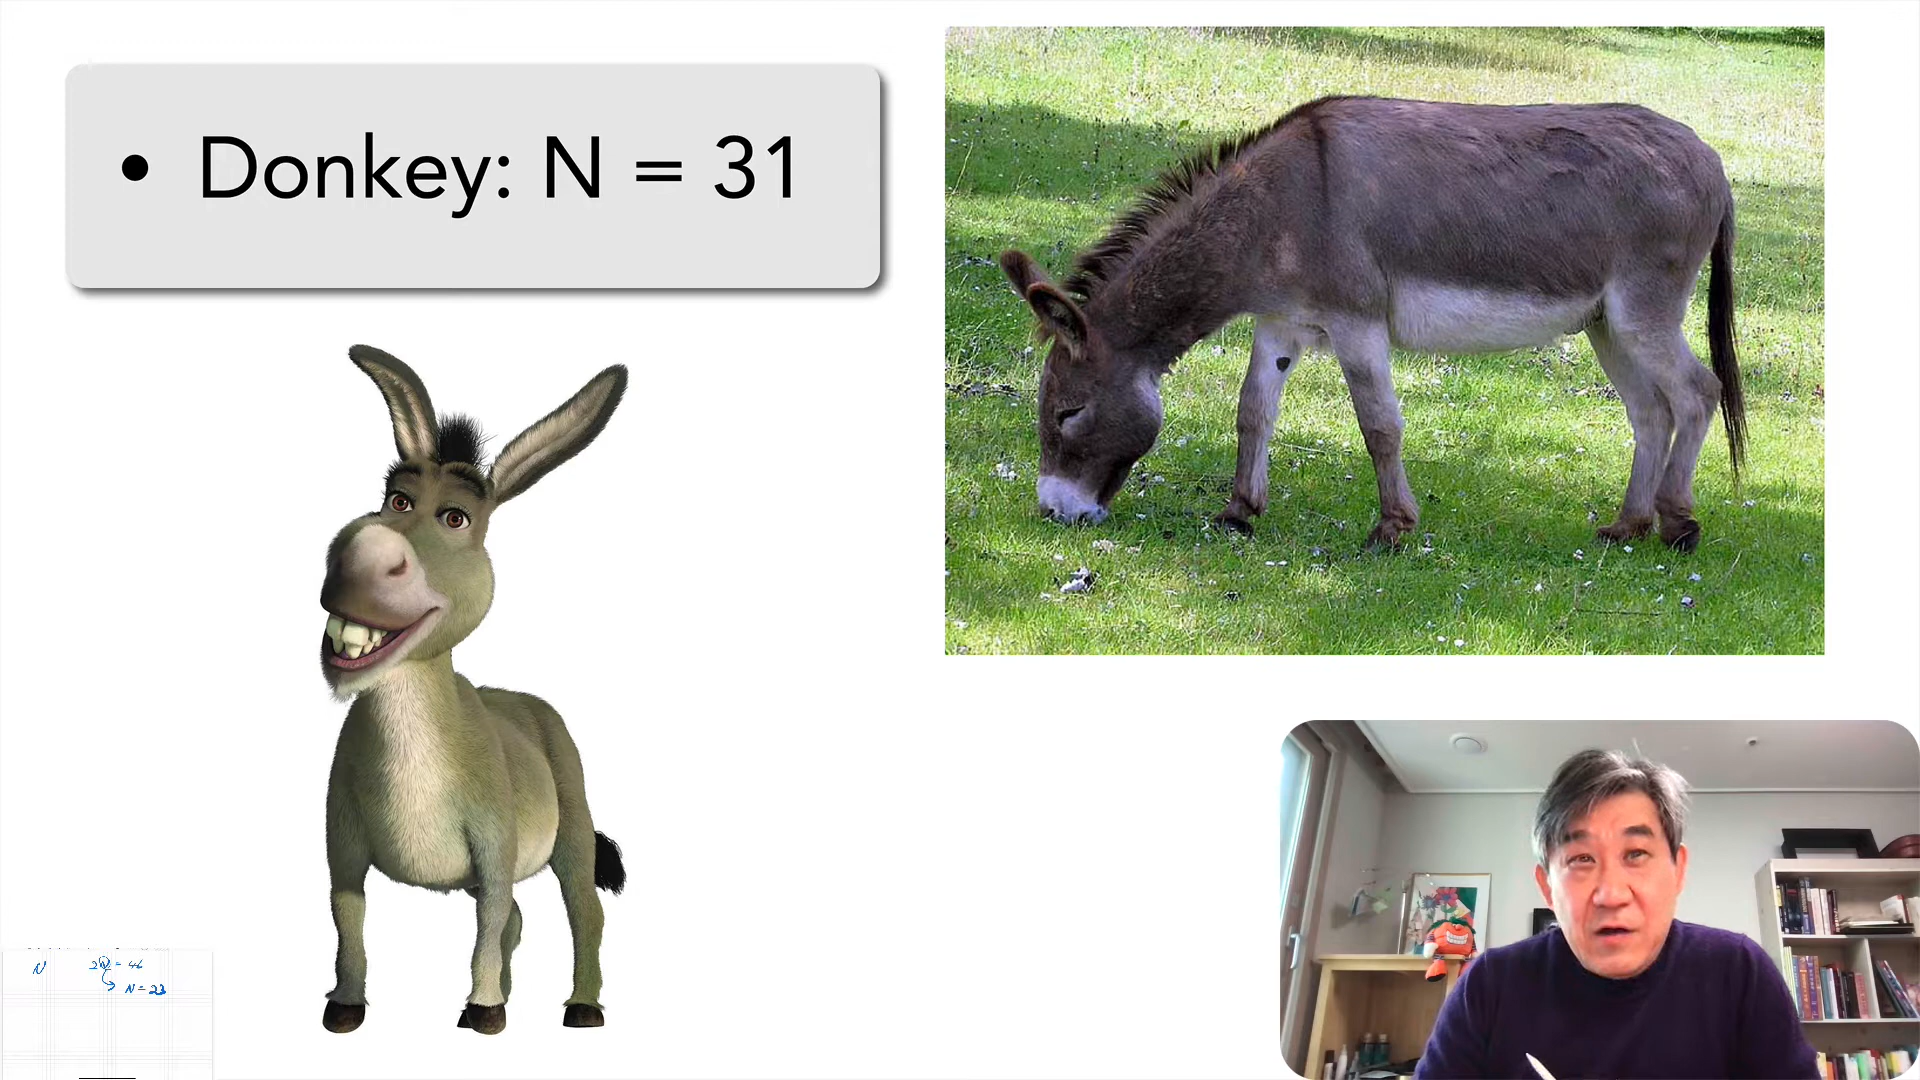 • Donkey: N = 31
N 2N = 46
N = 23